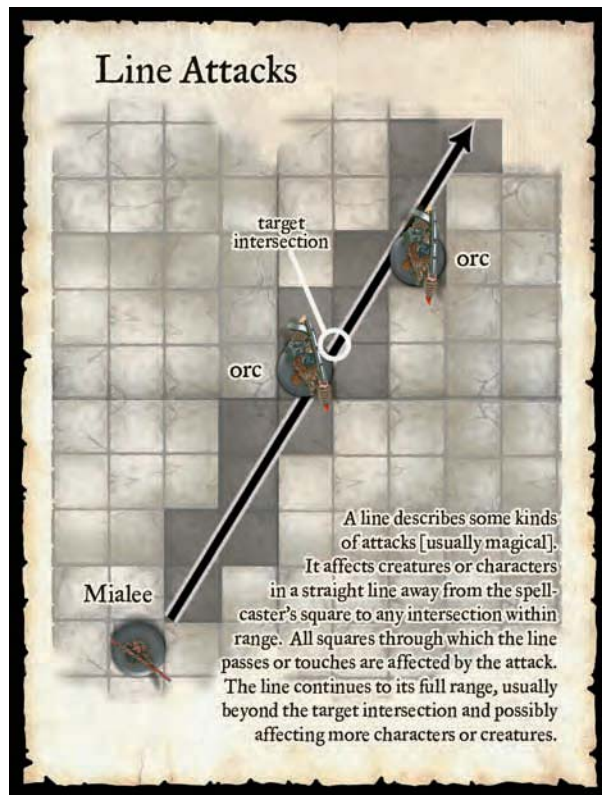 Line Attacks
target
intersection
orc
orc
Mialee
A line describes some kinds
of attacks [usually magical].
It affects creatures or characters
in a straight line away from the spell-
caster's square to any intersection within
range. All squares through which the line
passes or touches are affected by the attack.
The line continues to its full range, usually
beyond the target intersection and possibly
affecting more characters or creatures.